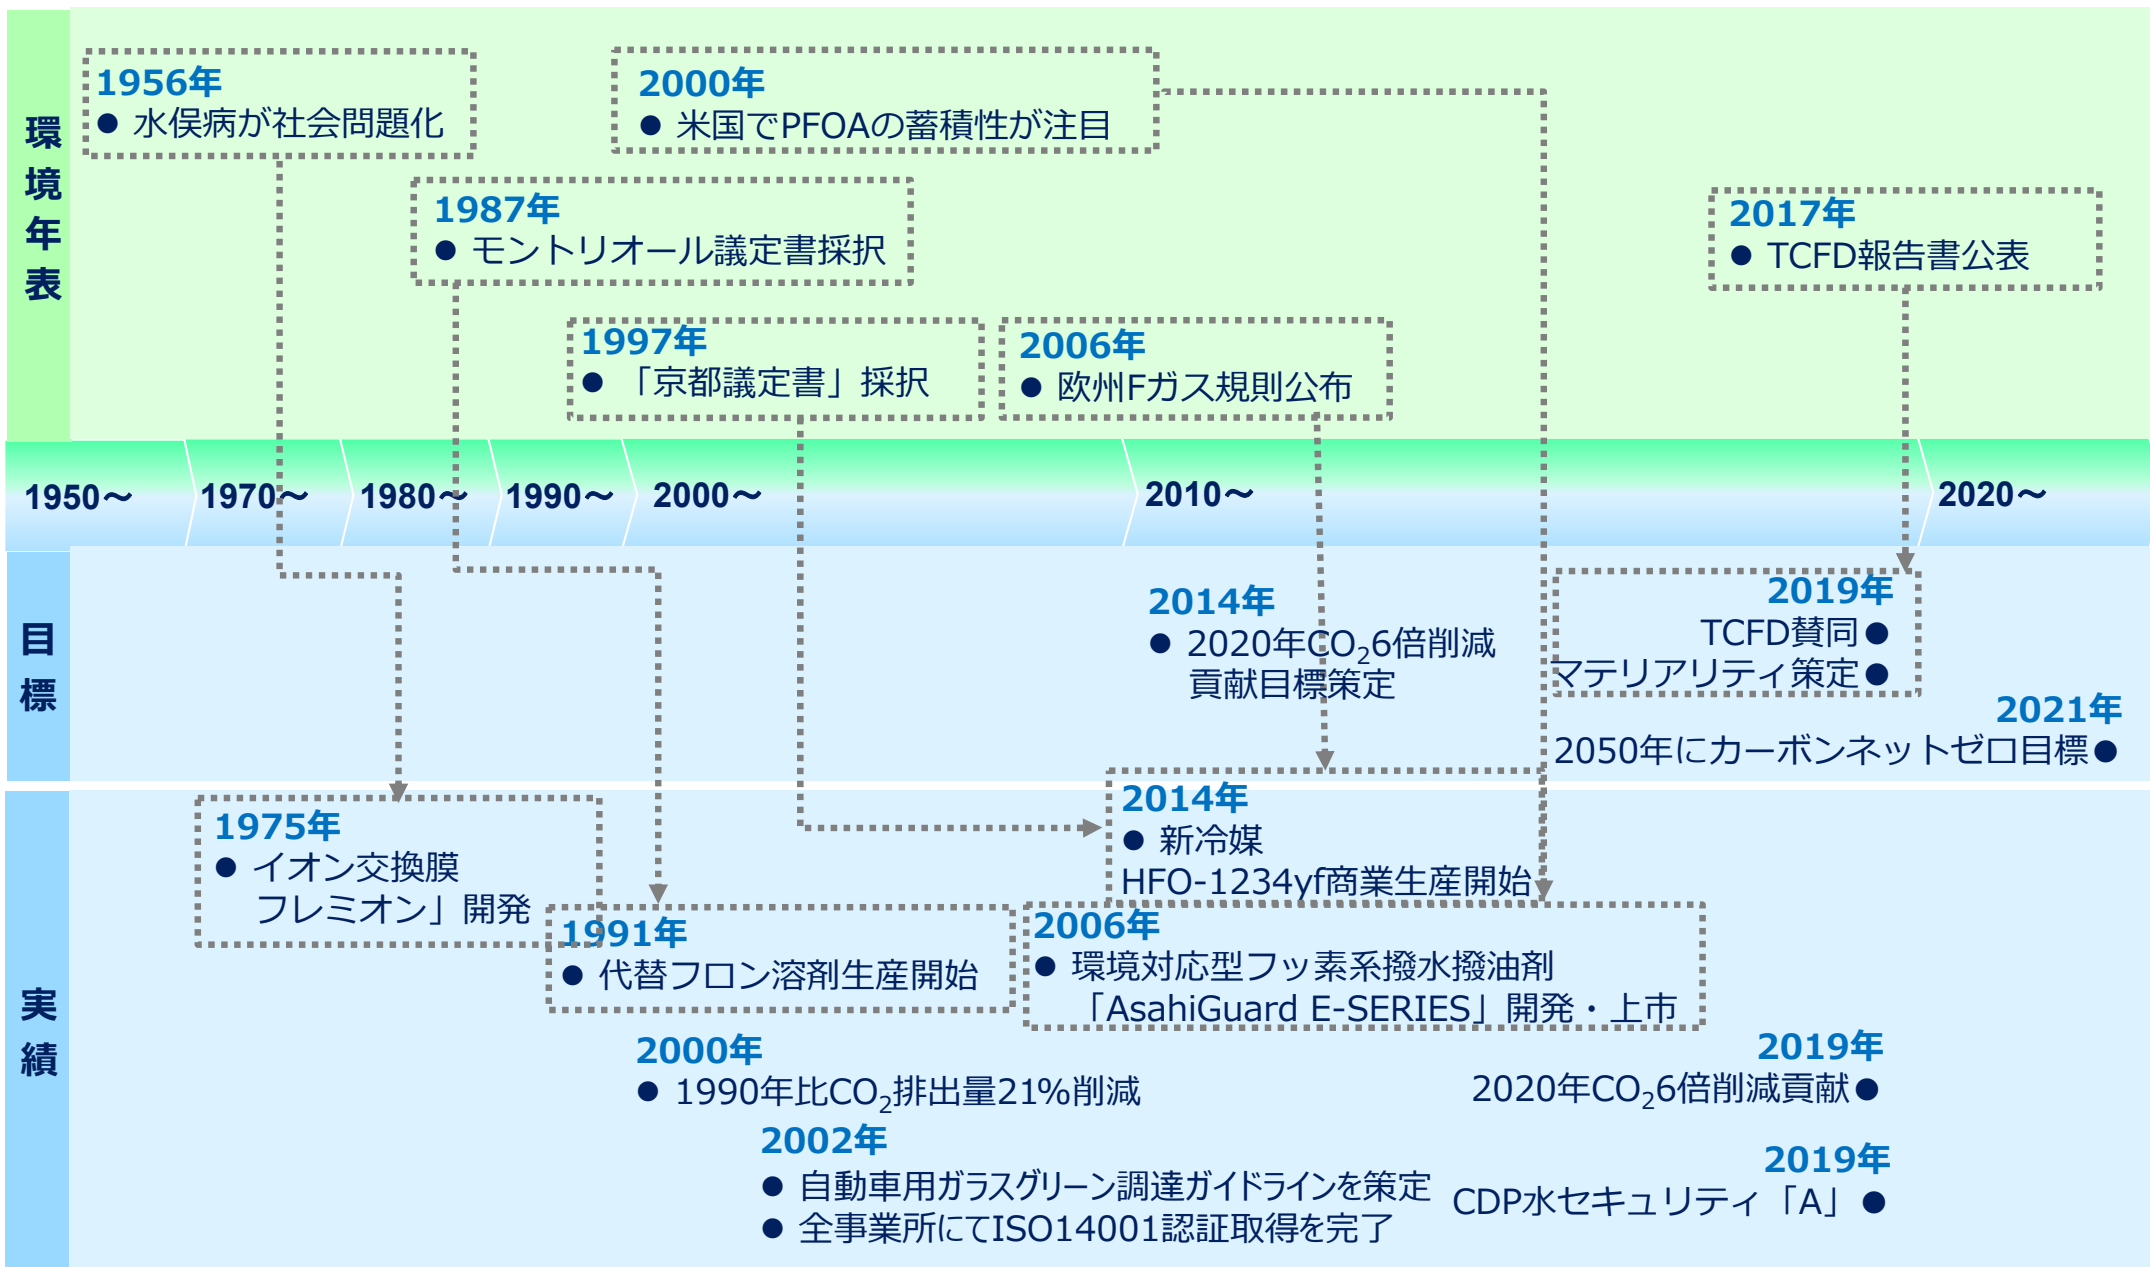 環境年表
1956年
● 水俣病が社会問題化
2000年
● 米国でPFOAの蓄積性が注目
1987年
● モントリオール議定書採択
2017年
● TCFD報告書公表
1997年
● 「京都議定書」採択
2006年
● 欧州Fガス規則公布
1950～
1970～
1980～
1990～
2000～
2010～
2020～
目標
2014年
● 2020年CO₂6倍削減
貢献目標策定
2019年
TCFD賛同●
マテリアリティ策定●
2021年
2050年にカーボンネットゼロ目標●
実績
1975年
● イオン交換膜
フレミオン」開発
1991年
● 代替フロン溶剤生産開始
2014年
● 新冷媒
HFO-1234yf商業生産開始
2006年
● 環境対応型フッ素系撥水撥油剤
「AsahiGuard E-SERIES」開発・上市
2000年
● 1990年比CO₂排出量21%削減
2002年
● 自動車用ガラスグリーン調達ガイドラインを策定
● 全事業所にてISO14001認証取得を完了
2019年
2020年CO₂6倍削減貢献●
2019年
CDP水セキュリティ「A」●